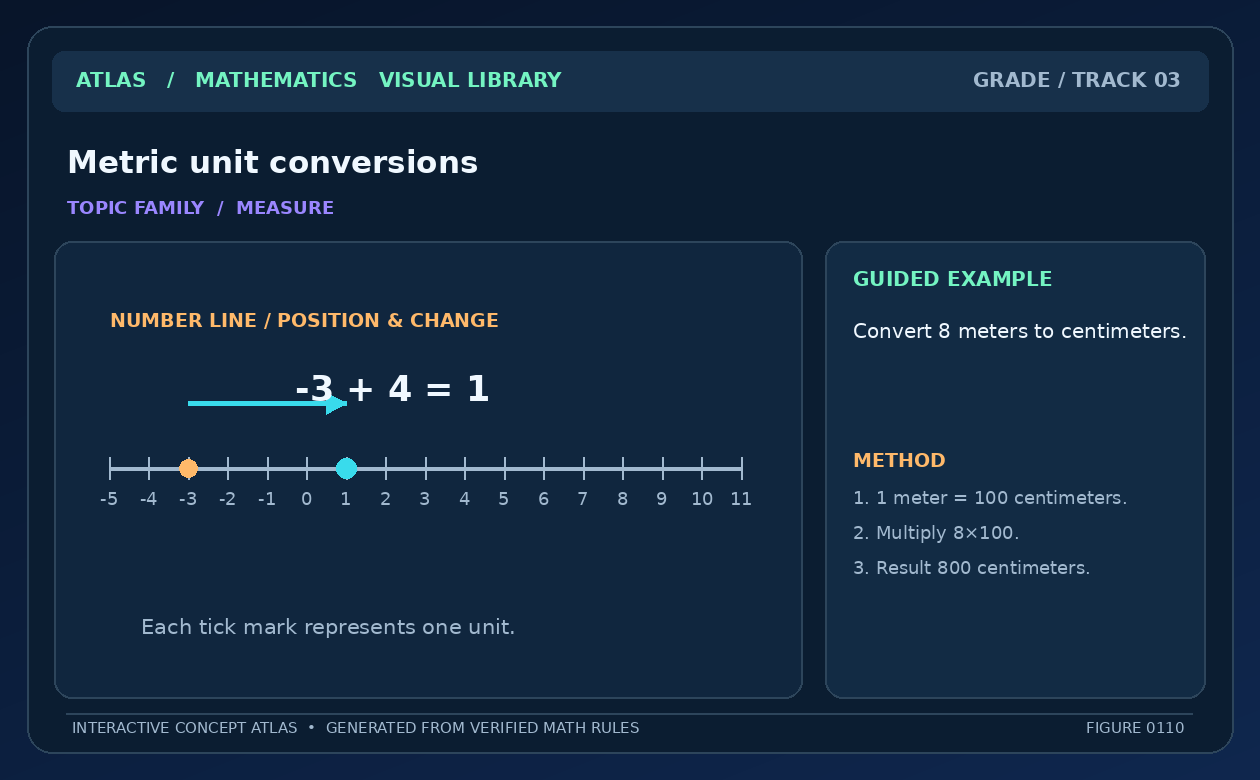 ATLAS / MATHEMATICS VISUAL LIBRARY
GRADE / TRACK 03
Metric unit conversions
TOPIC FAMILY / MEASURE
NUMBER LINE / POSITION & CHANGE
-3 + 4 = 1
-5 -4 -3 -2 -1 0 1 2 3 4 5 6 7 8 9 10 11
Each tick mark represents one unit.
GUIDED EXAMPLE
Convert 8 meters to centimeters.
METHOD
1. 1 meter = 100 centimeters.
2. Multiply 8×100.
3. Result 800 centimeters.
INTERACTIVE CONCEPT ATLAS • GENERATED FROM VERIFIED MATH RULES
FIGURE 0110